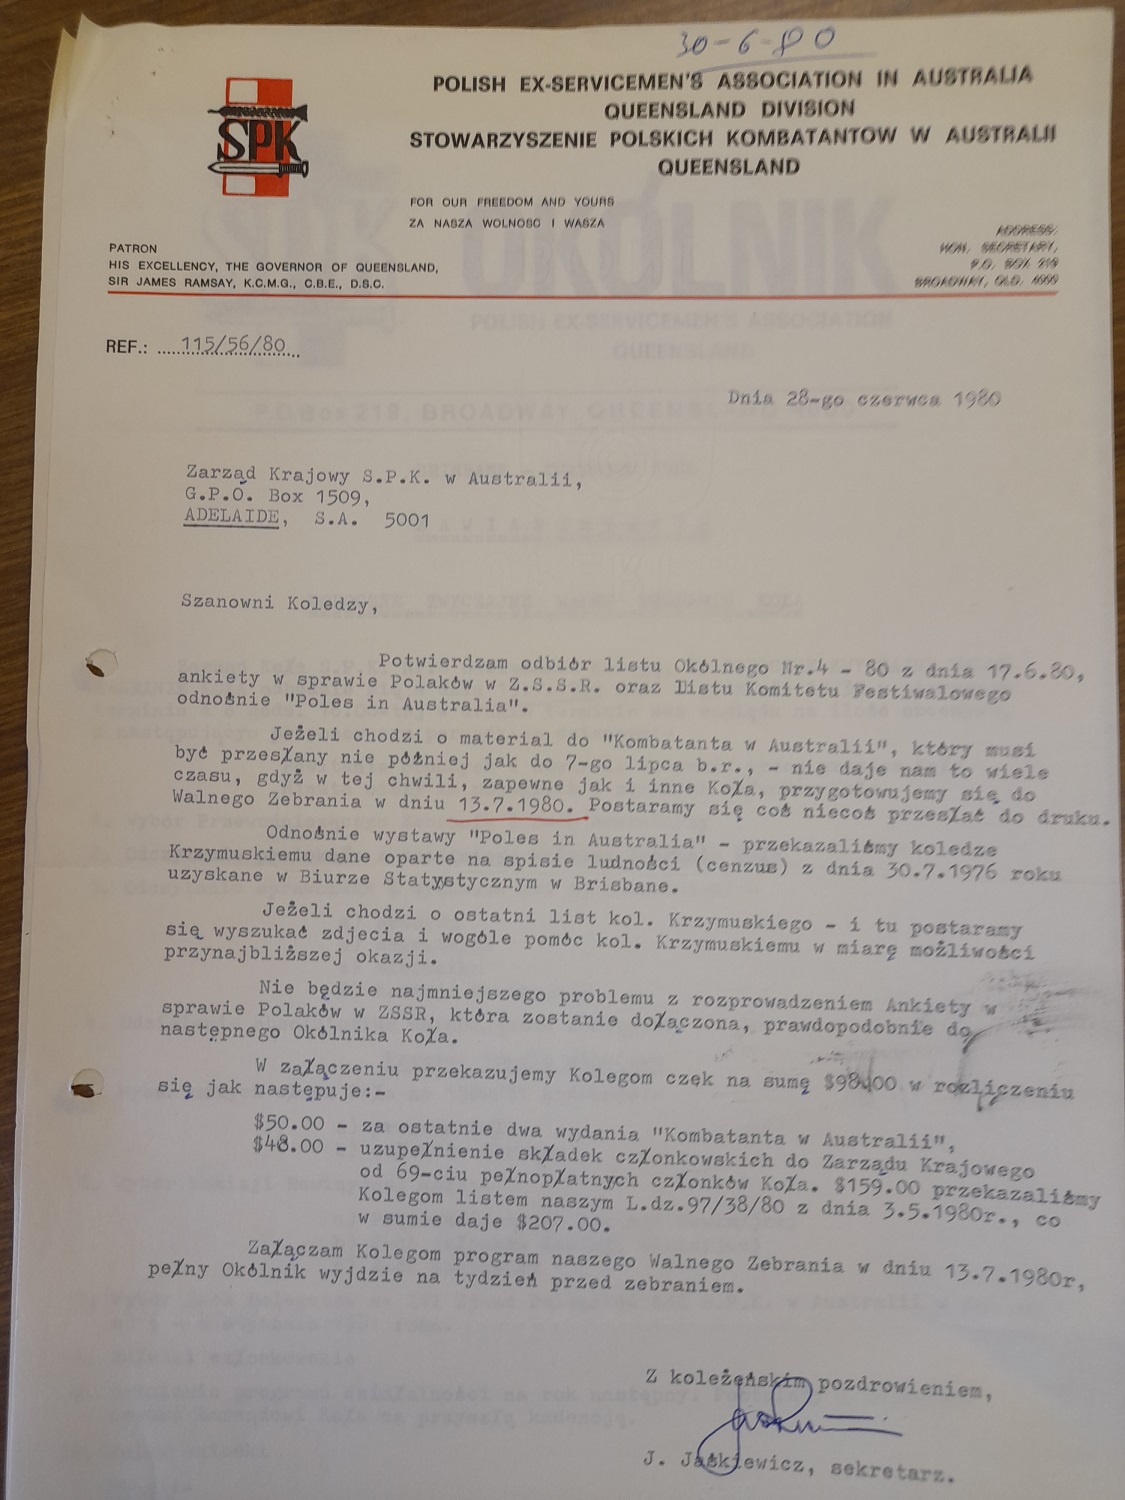 30-6-80
POLISH EX-SERVICEMEN'S ASSOCIATION IN AUSTRALIA
QUEENSLAND DIVISION
STOWARZYSZENIE POLSKICH KOMBATANTOW W AUSTRALII
QUEENSLAND
SPK
FOR OUR FREEDOM AND YOURS
ZA NASZA WOLNOSC I WASZA
PATRON
HIS EXCELLENCY, THE GOVERNOR OF QUEENSLAND,
SIR JAMES RAMSAY, K.C.M.G., C.B.E., D.S.C.
ADDRESS:
HON. SECRETARY,
P.O. BOX 219
BROADWAY, QLD. 4000
REF.: 115/56/80
Dnia 28-go czerwca 1980
Zarząd Krajowy S.P.K. w Australii,
G.P.O. Box 1509,
ADELAIDE, S.A. 5001
Szanowni Koledzy,
Potwierdzam odbiór listu Okólnego Nr.4 - 80 z dnia 17.6.80,
ankiety w sprawie Polaków w Z.S.S.R. oraz Listu Komitetu Festiwalowego
odnośnie "Poles in Australia".
Jeżeli chodzi o material do "Kombatanta w Australii", który musi
być przesłany nie później jak do 7-go lipca b.r., - nie daje nam to wiele
czasu, gdyż w tej chwili, zapewne jak i inne Koła, przygotowujemy się do
Walnego Zebrania w dniu 13.7.1980. Postaramy się coś niecoś przesłać do druku.
Odnośnie wystawy "Poles in Australia" - przekazaliśmy koledze
Krzymuskiemu dane oparte na spisie ludności (cenzus) z dnia 30.7.1976 roku
uzyskane w Biurze Statystycznym w Brisbane.
Jeżeli chodzi o ostatni list kol. Krzymuskiego - i tu postaramy
się wyszukać zdjecia i wogóle pomóc kol. Krzymuskiemu w miarę możliwości
przynajbliższej okazji.
Nie będzie najmniejszego problemu z rozprowadzeniem Ankiety w
sprawie Polaków w ZSSR, która zostanie dołączona, prawdopodobnie do
następnego Okólnika Koła.
W załączeniu przekazujemy Kolegom czek na sumę $98.00 w rozliczeniu
się jak następuje:-
$50.00 - za ostatnie dwa wydania "Kombatanta w Australii",
$48.00 - uzupełnienie składek członkowskich do Zarządu Krajowego
od 69-ciu pełnopłatnych członków Koła. $159.00 przekazaliśmy
Kolegom listem naszym L.dz.97/38/80 z dnia 3.5.1980r., co
w sumie daje $207.00.
Załączam Kolegom program naszego Walnego Zebrania w dniu 13.7.1980r,
pełny Okólnik wyjdzie na tydzień przed zebraniem.
Z koleżeńskim pozdrowieniem,
J. Jaśkiewicz, sekretarz.